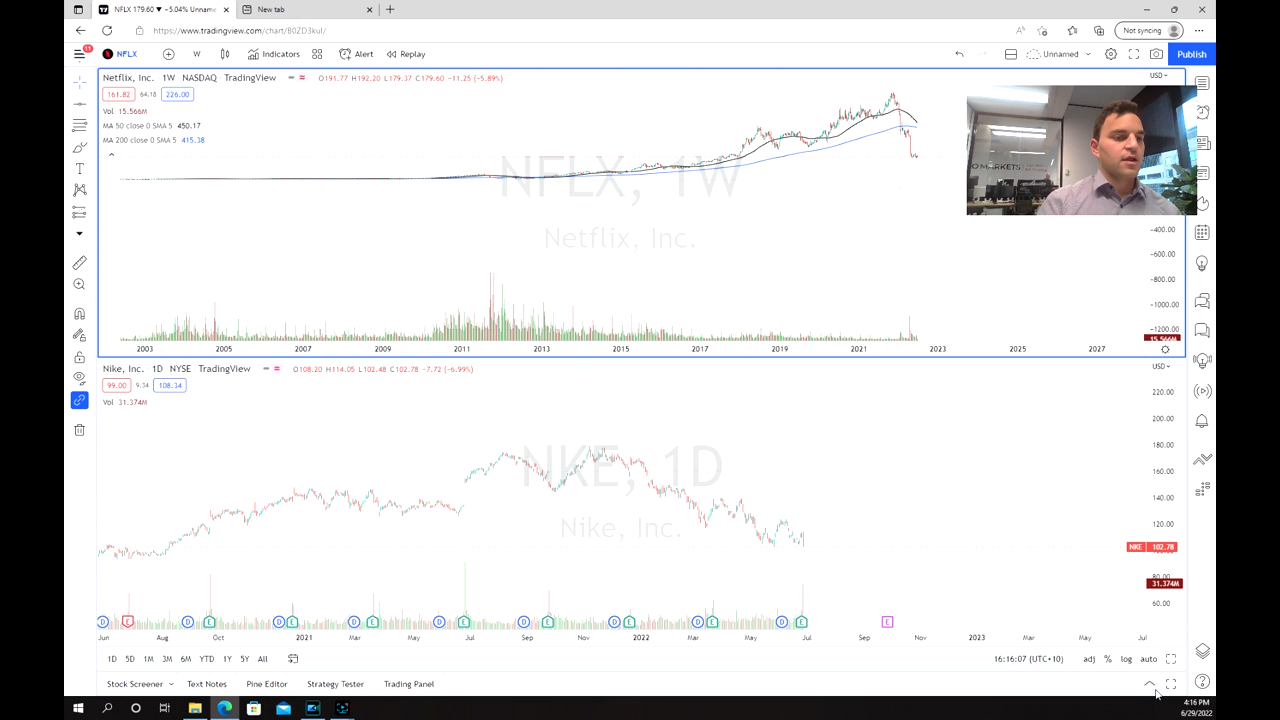 NFLX 179.60 ▼ −5.04% Unname
New tab
https://www.tradingview.com/chart/B0ZD3kul/
Not syncing
11
NFLX
W
Indicators
Alert
Replay
Unnamed
Publish
Netflix, Inc. 1W NASDAQ TradingView
O191.77 H192.20 L179.37 C179.60 −11.25 (−5.89%)
USD
161.82 64.18 226.00
Vol 15.566M
MA 50 close 0 SMA 5 450.17
MA 200 close 0 SMA 5 415.38
NFLX, 1W
Netflix, Inc.
O MARKETS
-400.00
-600.00
-800.00
-1000.00
-1200.00
15.566M
2003 2005 2007 2009 2011 2013 2015 2017 2019 2021 2023 2025 2027
Nike, Inc. 1D NYSE TradingView
O108.20 H114.05 L102.48 C102.78 −7.72 (−6.99%)
USD
99.00 9.34 108.34
Vol 31.374M
NKE, 1D
Nike, Inc.
220.00
200.00
180.00
160.00
140.00
120.00
NKE 102.78
80.00
31.374M
60.00
D E D E D E D E D E D E D E D E D E E
Jun Aug Oct 2021 Mar May Jul Sep Nov 2022 Mar May Jul Sep Nov 2023 Mar May Jul
1D 5D 1M 3M 6M YTD 1Y 5Y All
16:16:07 (UTC+10)
adj % log auto
Stock Screener Text Notes Pine Editor Strategy Tester Trading Panel
4:16 PM
6/29/2022